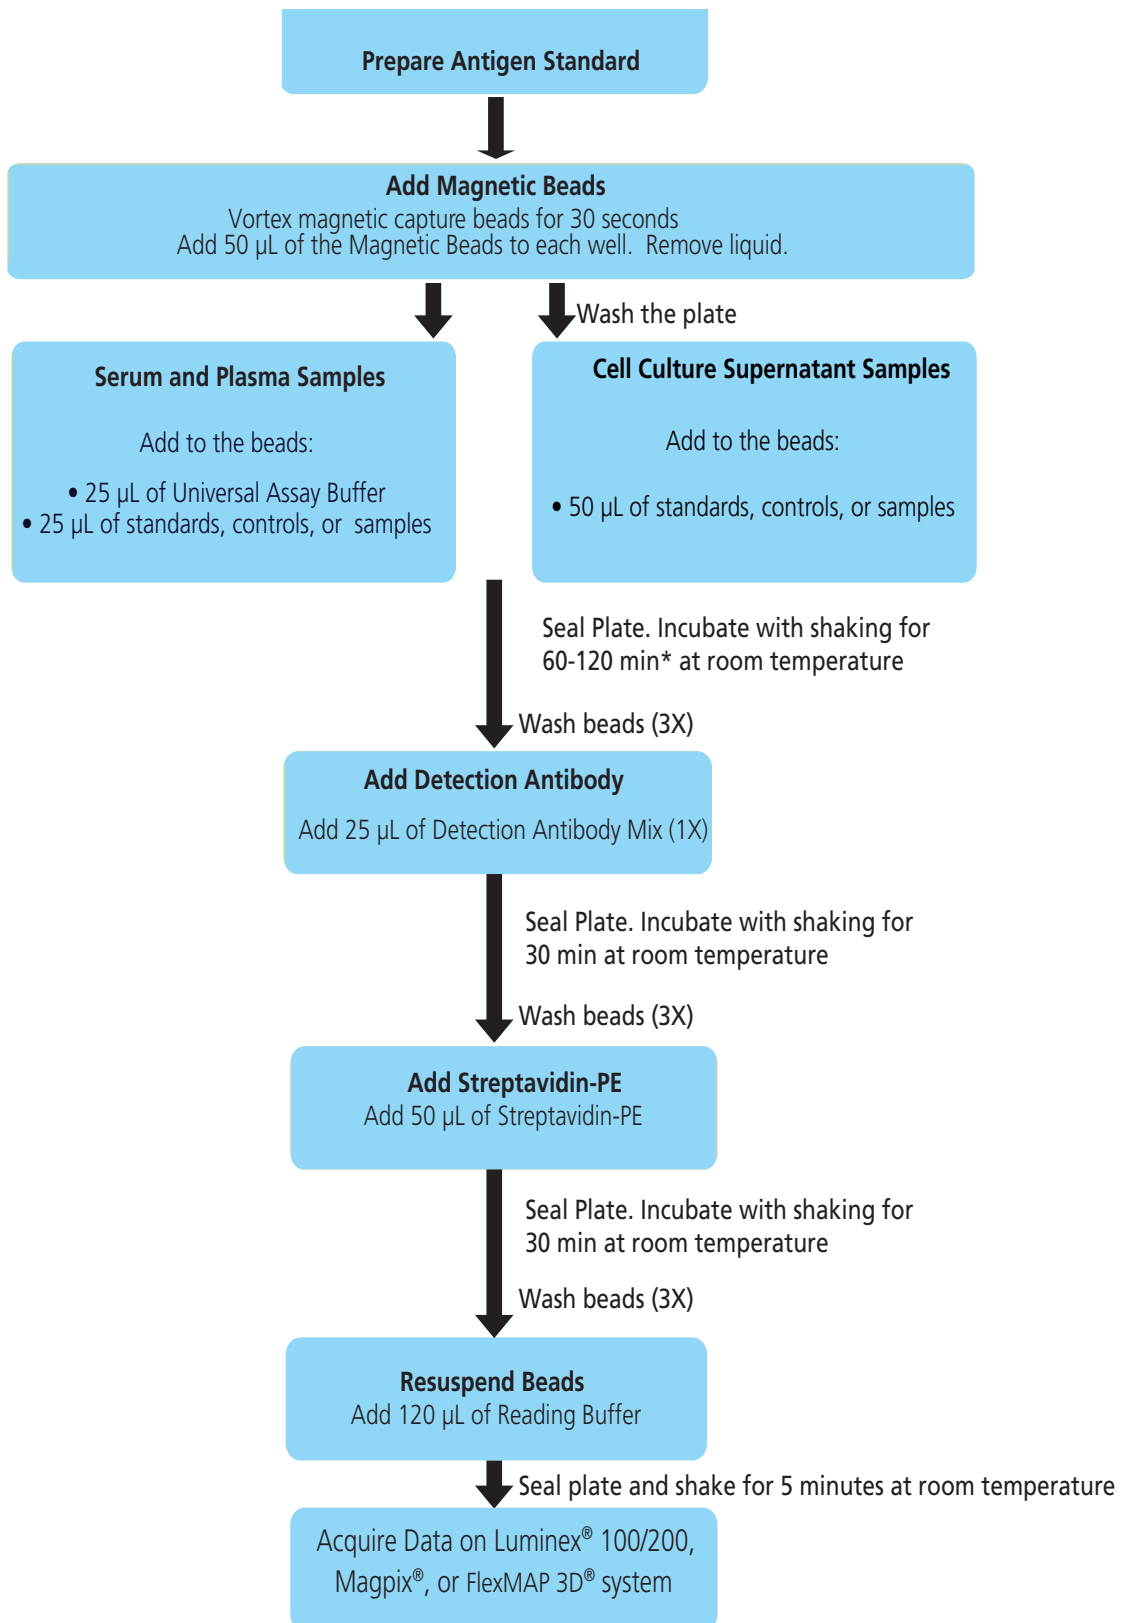 Prepare Antigen Standard
Add Magnetic Beads
Vortex magnetic capture beads for 30 seconds
Add 50 µL of the Magnetic Beads to each well.  Remove liquid.
Wash the plate
Serum and Plasma Samples
Add to the beads:
• 25 µL of Universal Assay Buffer
• 25 µL of standards, controls, or  samples
Cell Culture Supernatant Samples
Add to the beads:
• 50 µL of standards, controls, or samples
Seal Plate. Incubate with shaking for
60-120 min* at room temperature
Wash beads (3X)
Add Detection Antibody
Add 25 µL of Detection Antibody Mix (1X)
Seal Plate. Incubate with shaking for
30 min at room temperature
Wash beads (3X)
Add Streptavidin-PE
Add 50 µL of Streptavidin-PE
Seal Plate. Incubate with shaking for
30 min at room temperature
Wash beads (3X)
Resuspend Beads
Add 120 µL of Reading Buffer
Seal plate and shake for 5 minutes at room temperature
Acquire Data on Luminex® 100/200,
Magpix®, or FlexMAP 3D® system